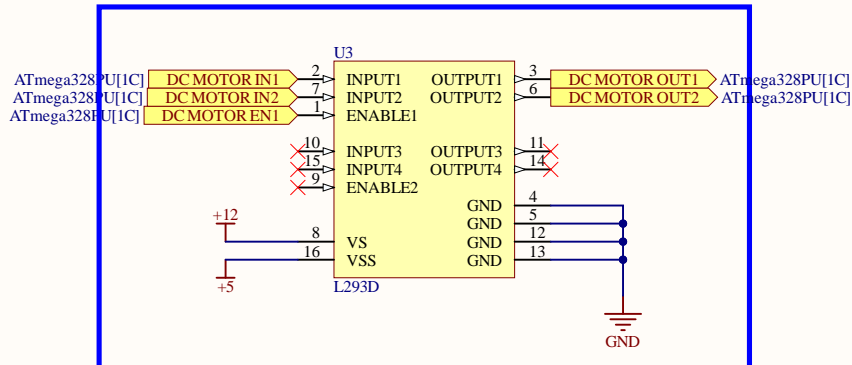 U3
ATmega328PU[1C] DC MOTOR IN1 2 INPUT1 OUTPUT1 3 DC MOTOR OUT1 ATmega328PU[1C]
ATmega328PU[1C] DC MOTOR IN2 7 INPUT2 OUTPUT2 6 DC MOTOR OUT2 ATmega328PU[1C]
ATmega328PU[1C] DC MOTOR EN1 1 ENABLE1
10 INPUT3 OUTPUT3 11
15 INPUT4 OUTPUT4 14
9 ENABLE2
GND 4
GND 5
+12
8 VS GND 12
16 VSS GND 13
+5
L293D
GND